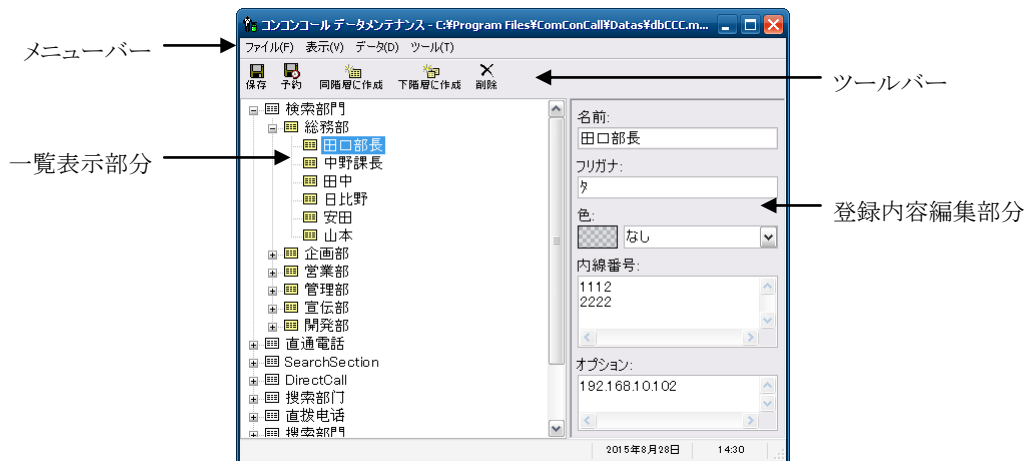 コンコンコール データメンテナンス - C:¥Program Files¥ComConCall¥Datas¥dbCCC.m...
メニューバー
ファイル(F) 表示(V) データ(D) ツール(T)
保存 予約 同階層に作成 下階層に作成 削除
ツールバー
検索部門
総務部
田口部長
中野課長
田中
日比野
安田
山本
企画部
営業部
管理部
宣伝部
開発部
直通電話
SearchSection
DirectCall
搜索部门
直拨电话
搜索部門
一覧表示部分
名前:
田口部長
フリガナ:
タ
色:
なし
内線番号:
1112
2222
オプション:
192.168.10.102
登録内容編集部分
2015年8月28日 14:30